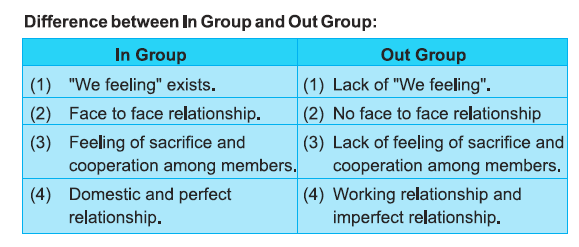 Difference between In Group and Out Group:
In Group Out Group
(1) "We feeling" exists. (1) Lack of "We feeling".
(2) Face to face relationship. (2) No face to face relationship
(3) Feeling of sacrifice and (3) Lack of feeling of sacrifice and
cooperation among members. cooperation among members.
(4) Domestic and perfect (4) Working relationship and
relationship. imperfect relationship.